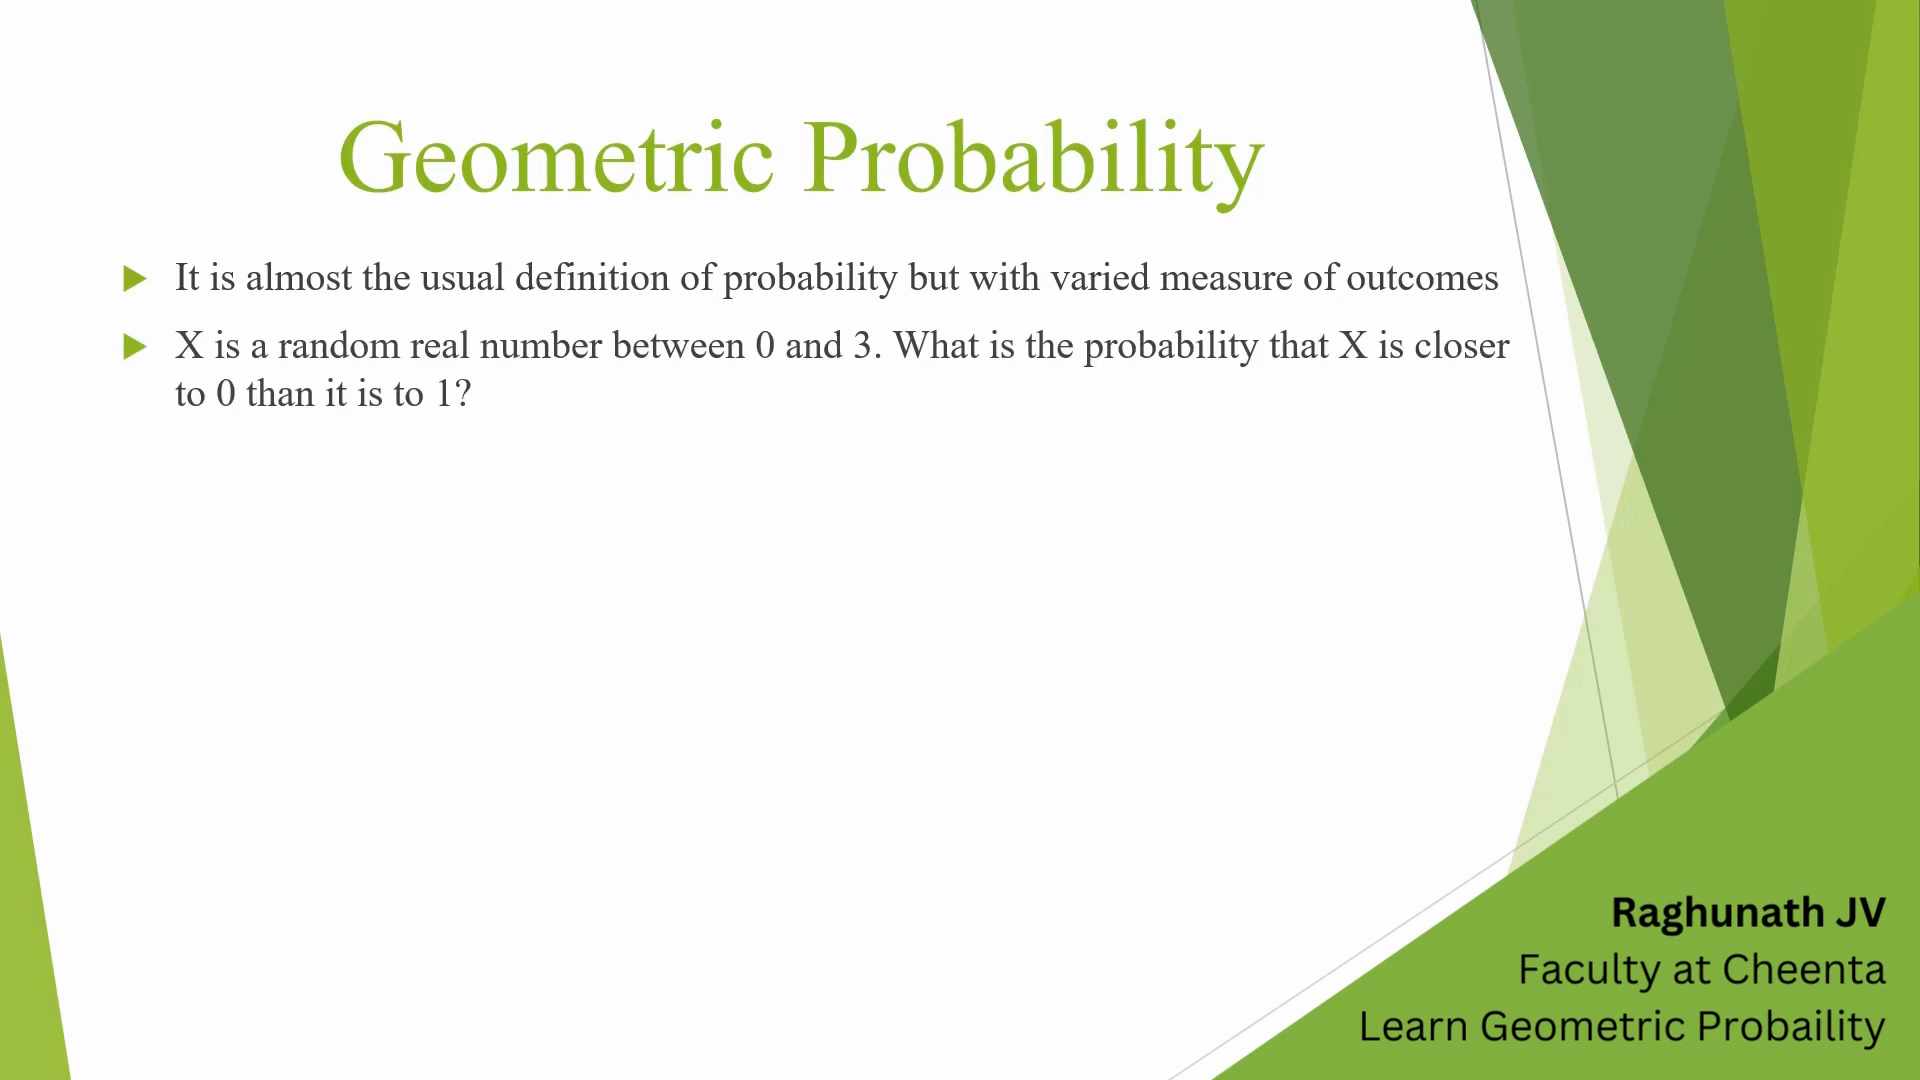 Geometric Probability
It is almost the usual definition of probability but with varied measure of outcomes
X is a random real number between 0 and 3. What is the probability that X is closer
to 0 than it is to 1?
Raghunath JV
Faculty at Cheenta
Learn Geometric Probaility